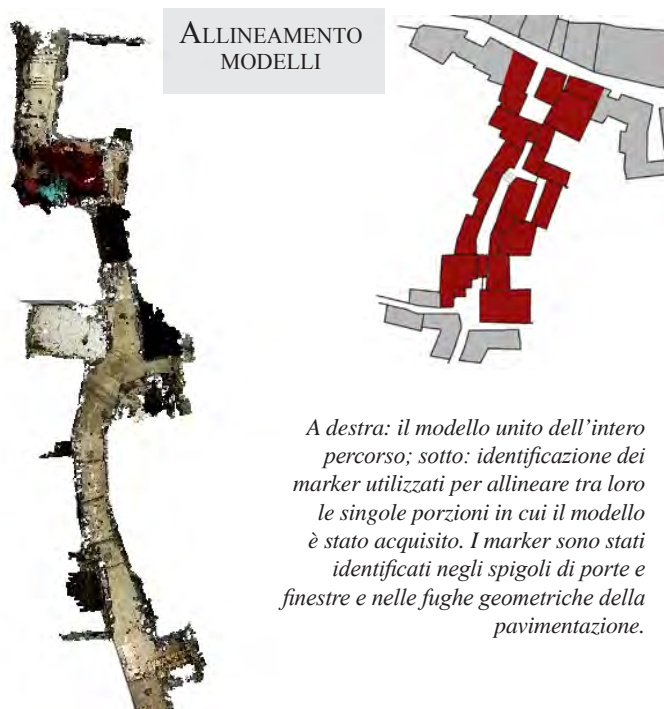 ALLINEAMENTO
MODELLI
A destra: il modello unito dell’intero
percorso; sotto: identificazione dei
marker utilizzati per allineare tra loro
le singole porzioni in cui il modello
è stato acquisito. I marker sono stati
identificati negli spigoli di porte e
finestre e nelle fughe geometriche della
pavimentazione.